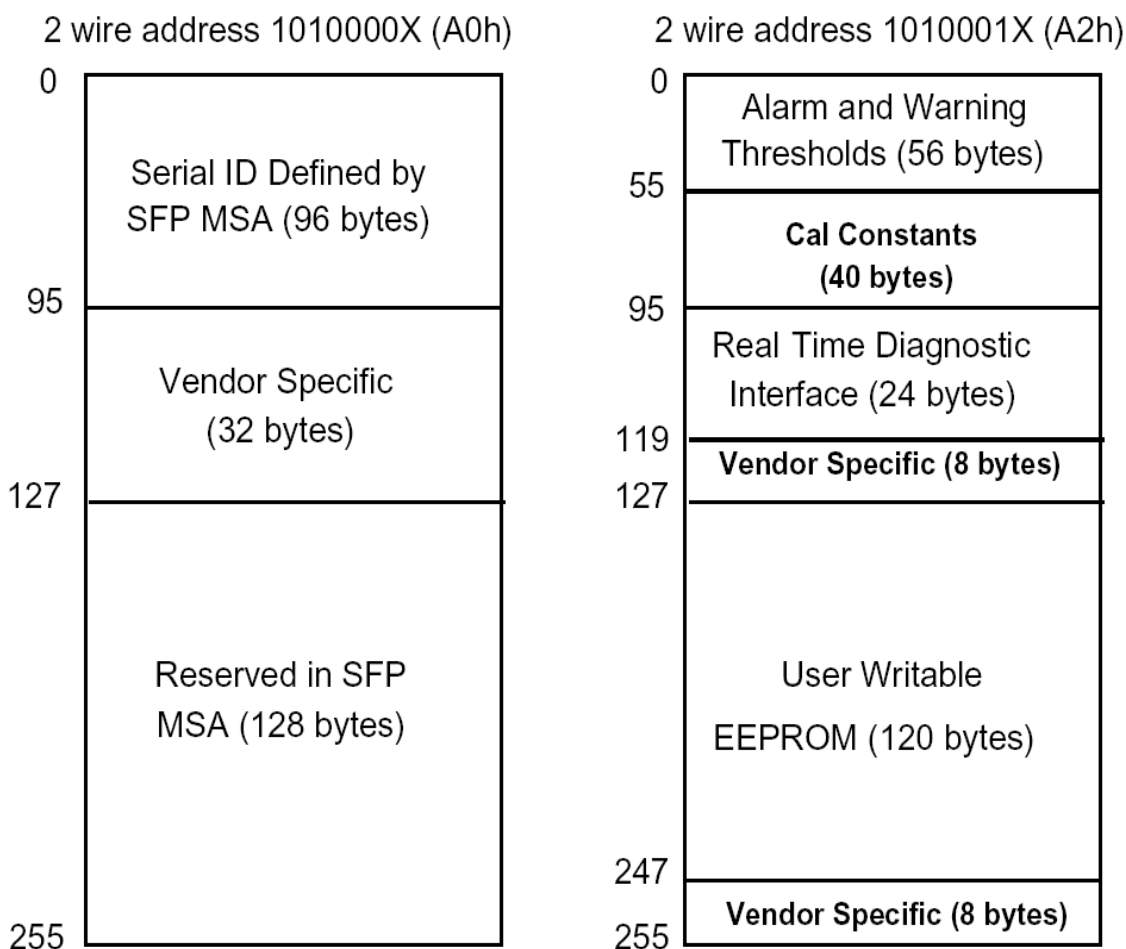 2 wire address 1010000X (A0h)
0
Serial ID Defined by
SFP MSA (96 bytes)
95
Vendor Specific
(32 bytes)
127
Reserved in SFP
MSA (128 bytes)
255
2 wire address 1010001X (A2h)
0
Alarm and Warning
Thresholds (56 bytes)
55
Cal Constants
(40 bytes)
95
Real Time Diagnostic
Interface (24 bytes)
119
Vendor Specific (8 bytes)
127
User Writable
EEPROM (120 bytes)
247
Vendor Specific (8 bytes)
255